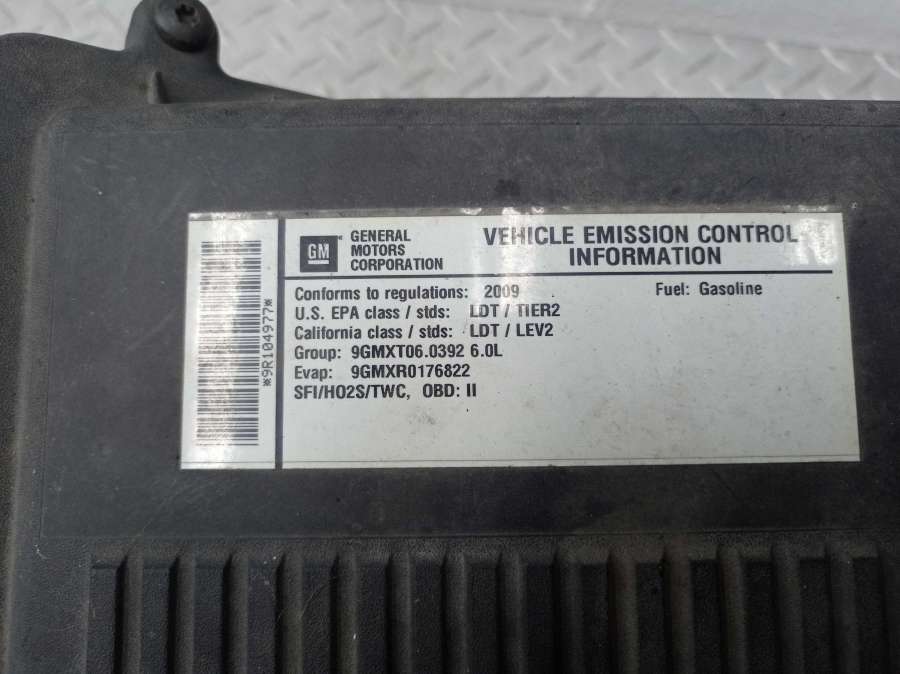 *9R104977*
GM
GENERAL
MOTORS
CORPORATION
VEHICLE EMISSION CONTROL
INFORMATION
Conforms to regulations: 2009 Fuel: Gasoline
U.S. EPA class / stds: LDT / TIER2
California class / stds: LDT / LEV2
Group: 9GMXT06.0392 6.0L
Evap: 9GMXR0176822
SFI/HO2S/TWC, OBD: II